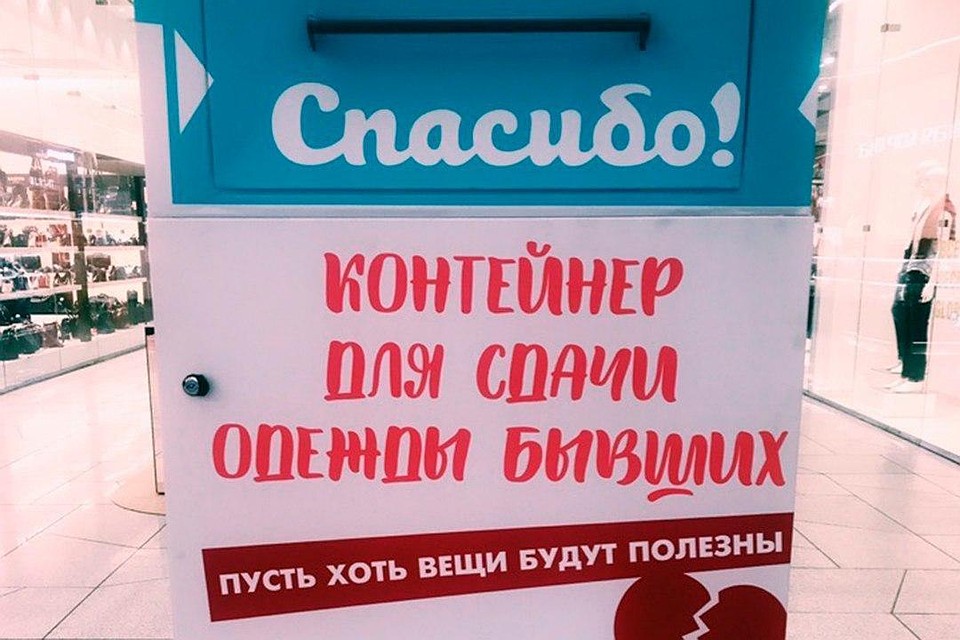 Спасибо!
КОНТЕЙНЕР
ДЛЯ СДАЧИ
ОДЕЖДЫ БЫВШИХ
ПУСТЬ ХОТЬ ВЕЩИ БУДУТ ПОЛЕЗНЫ